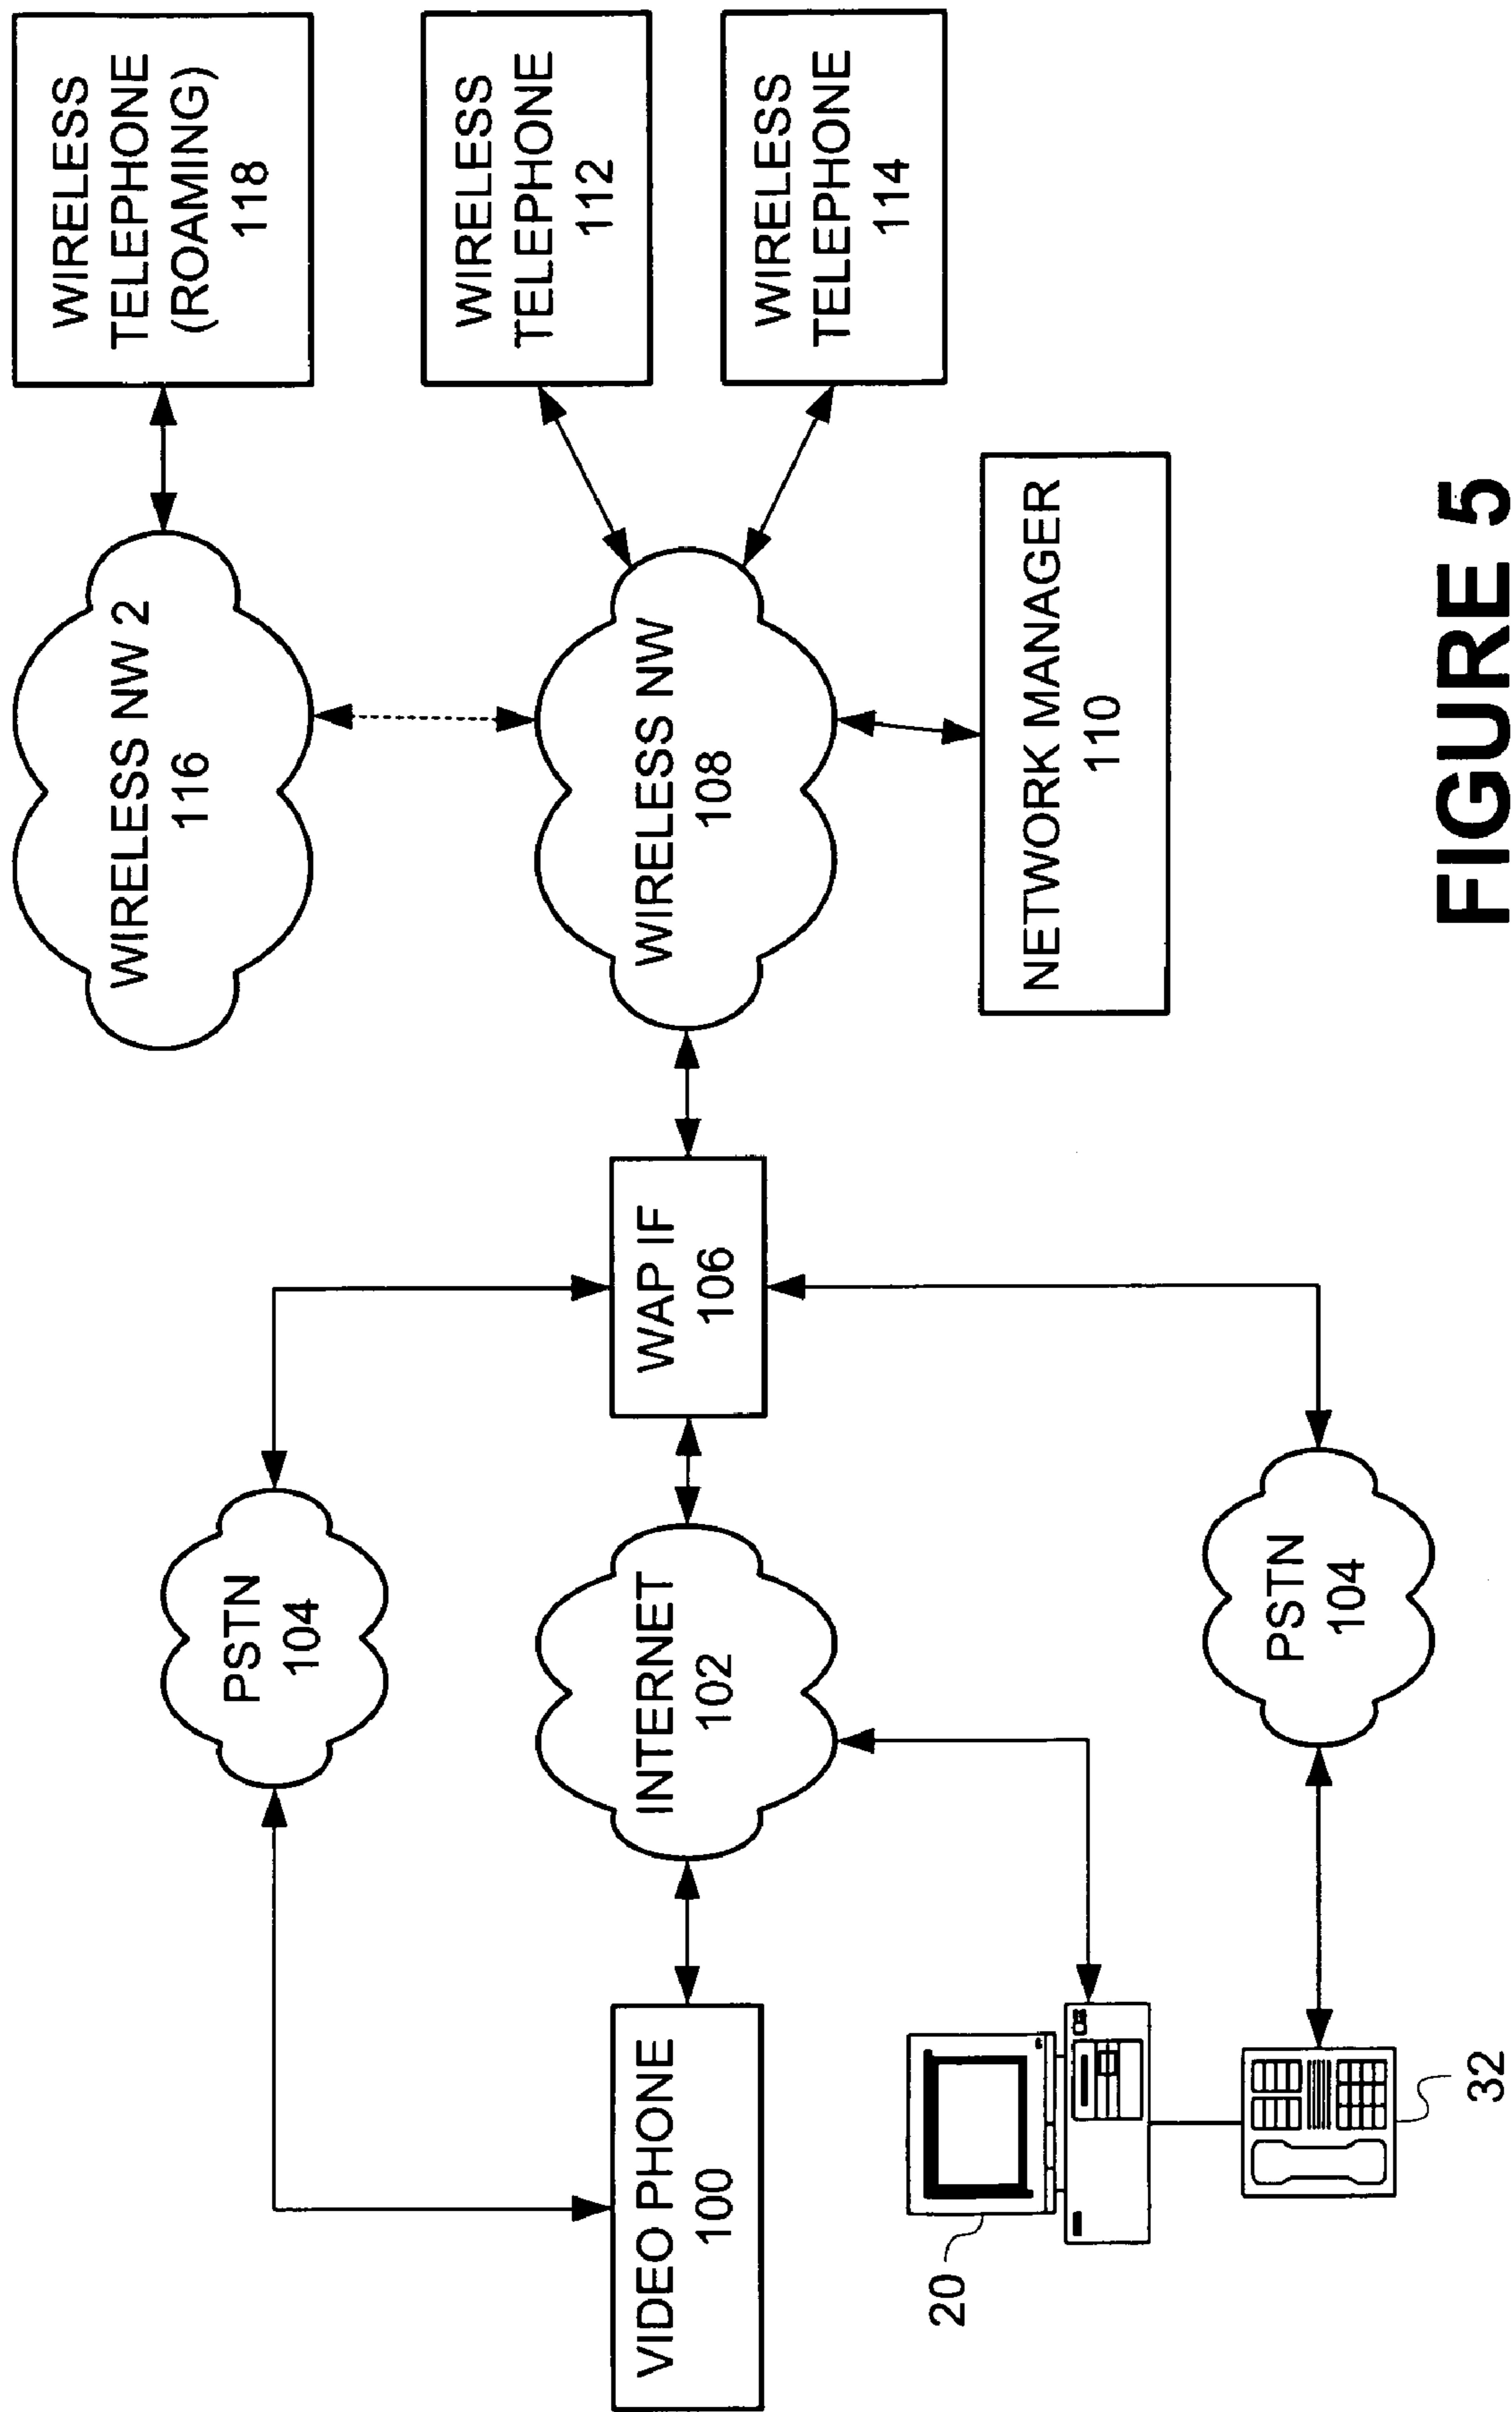 WIRELESS NW 2
116
WIRELESS
TELEPHONE
(ROAMING)
118
PSTN
104
VIDEO PHONE
100
INTERNET
102
WAP IF
106
WIRELESS NW
108
WIRELESS
TELEPHONE
112
WIRELESS
TELEPHONE
114
NETWORK MANAGER
110
20
PSTN
104
32
FIGURE 5